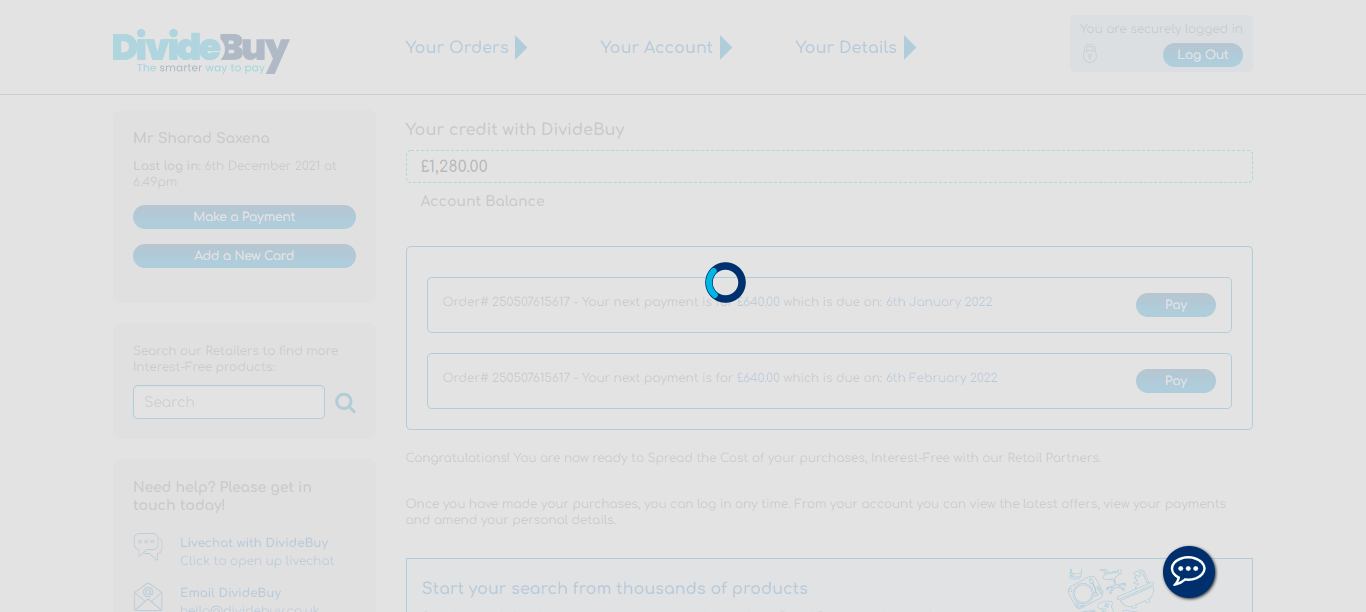 DivideBuy
The smarter way to pay
Your Orders
Your Account
Your Details
You are securely logged in
Log Out
Mr Sharad Saxena
Last log in: 6th December 2021 at
6.49pm
Make a Payment
Add a New Card
Search our Retailers to find more
Interest-Free products:
Search
Need help? Please get in
touch today!
Livechat with DivideBuy
Click to open up livechat
Email DivideBuy
hello@dividebuy.co.uk
Your credit with DivideBuy
£1,280.00
Account Balance
Order# 250507615617 - Your next payment is for £640.00 which is due on: 6th January 2022
Pay
Order# 250507615617 - Your next payment is for £640.00 which is due on: 6th February 2022
Pay
Congratulations! You are now ready to Spread the Cost of your purchases, Interest-Free with our Retail Partners.
Once you have made your purchases, you can log in any time. From your account you can view the latest offers, view your payments
and amend your personal details.
Start your search from thousands of products